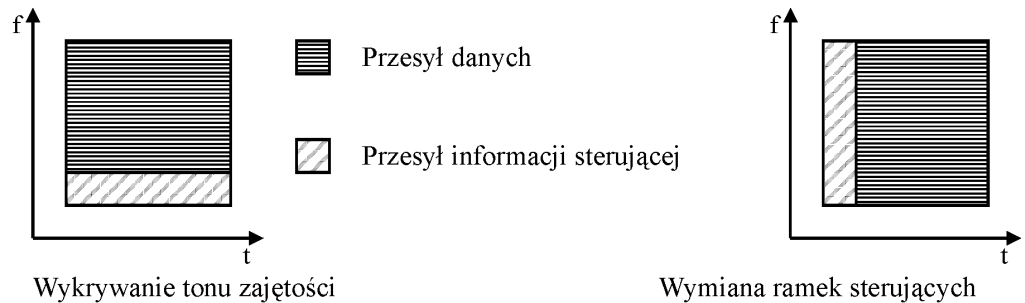 f
Przesył danych
Przesył informacji sterującej
t
Wykrywanie tonu zajętości
f
t
Wymiana ramek sterujących